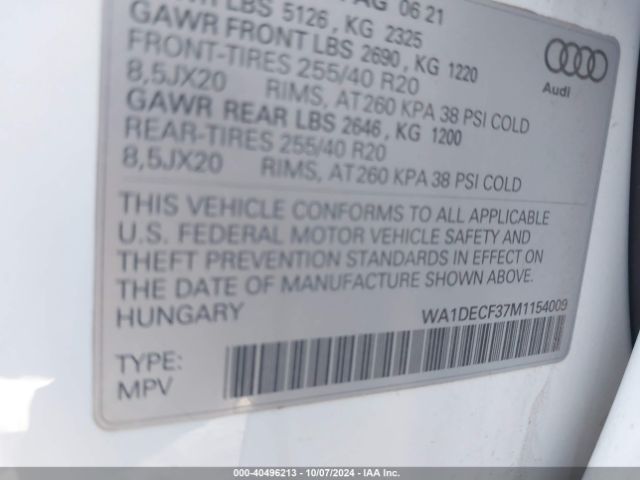 LBS 5126, KG 2325
AG 06 21
GAWR FRONT LBS 2690, KG 1220
FRONT-TIRES 255/40 R20
8,5JX20 RIMS, AT260 KPA 38 PSI COLD
GAWR REAR LBS 2646, KG 1200
REAR-TIRES 255/40 R20
8,5JX20 RIMS, AT260 KPA 38 PSI COLD
Audi
THIS VEHICLE CONFORMS TO ALL APPLICABLE
U.S. FEDERAL MOTOR VEHICLE SAFETY AND
THEFT PREVENTION STANDARDS IN EFFECT ON
THE DATE OF MANUFACTURE SHOWN ABOVE.
HUNGARY WA1DECF37M1154009
TYPE:
MPV
000-40496213 - 10/07/2024 - IAA Inc.